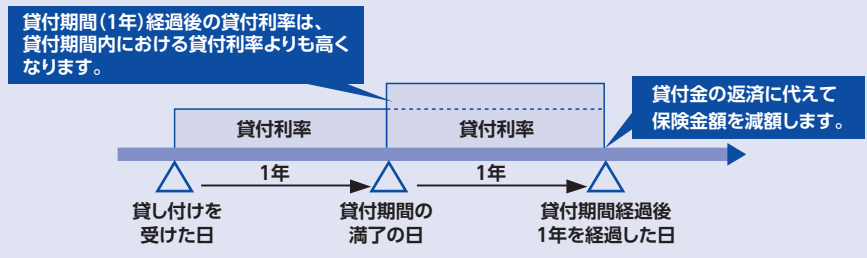 貸付期間(1年)経過後の貸付利率は、
貸付期間内における貸付利率よりも高く
なります。
貸付金の返済に代えて
保険金額を減額します。
貸付利率
貸付利率
1年
1年
貸し付けを
受けた日
貸付期間の
満了の日
貸付期間経過後
1年を経過した日